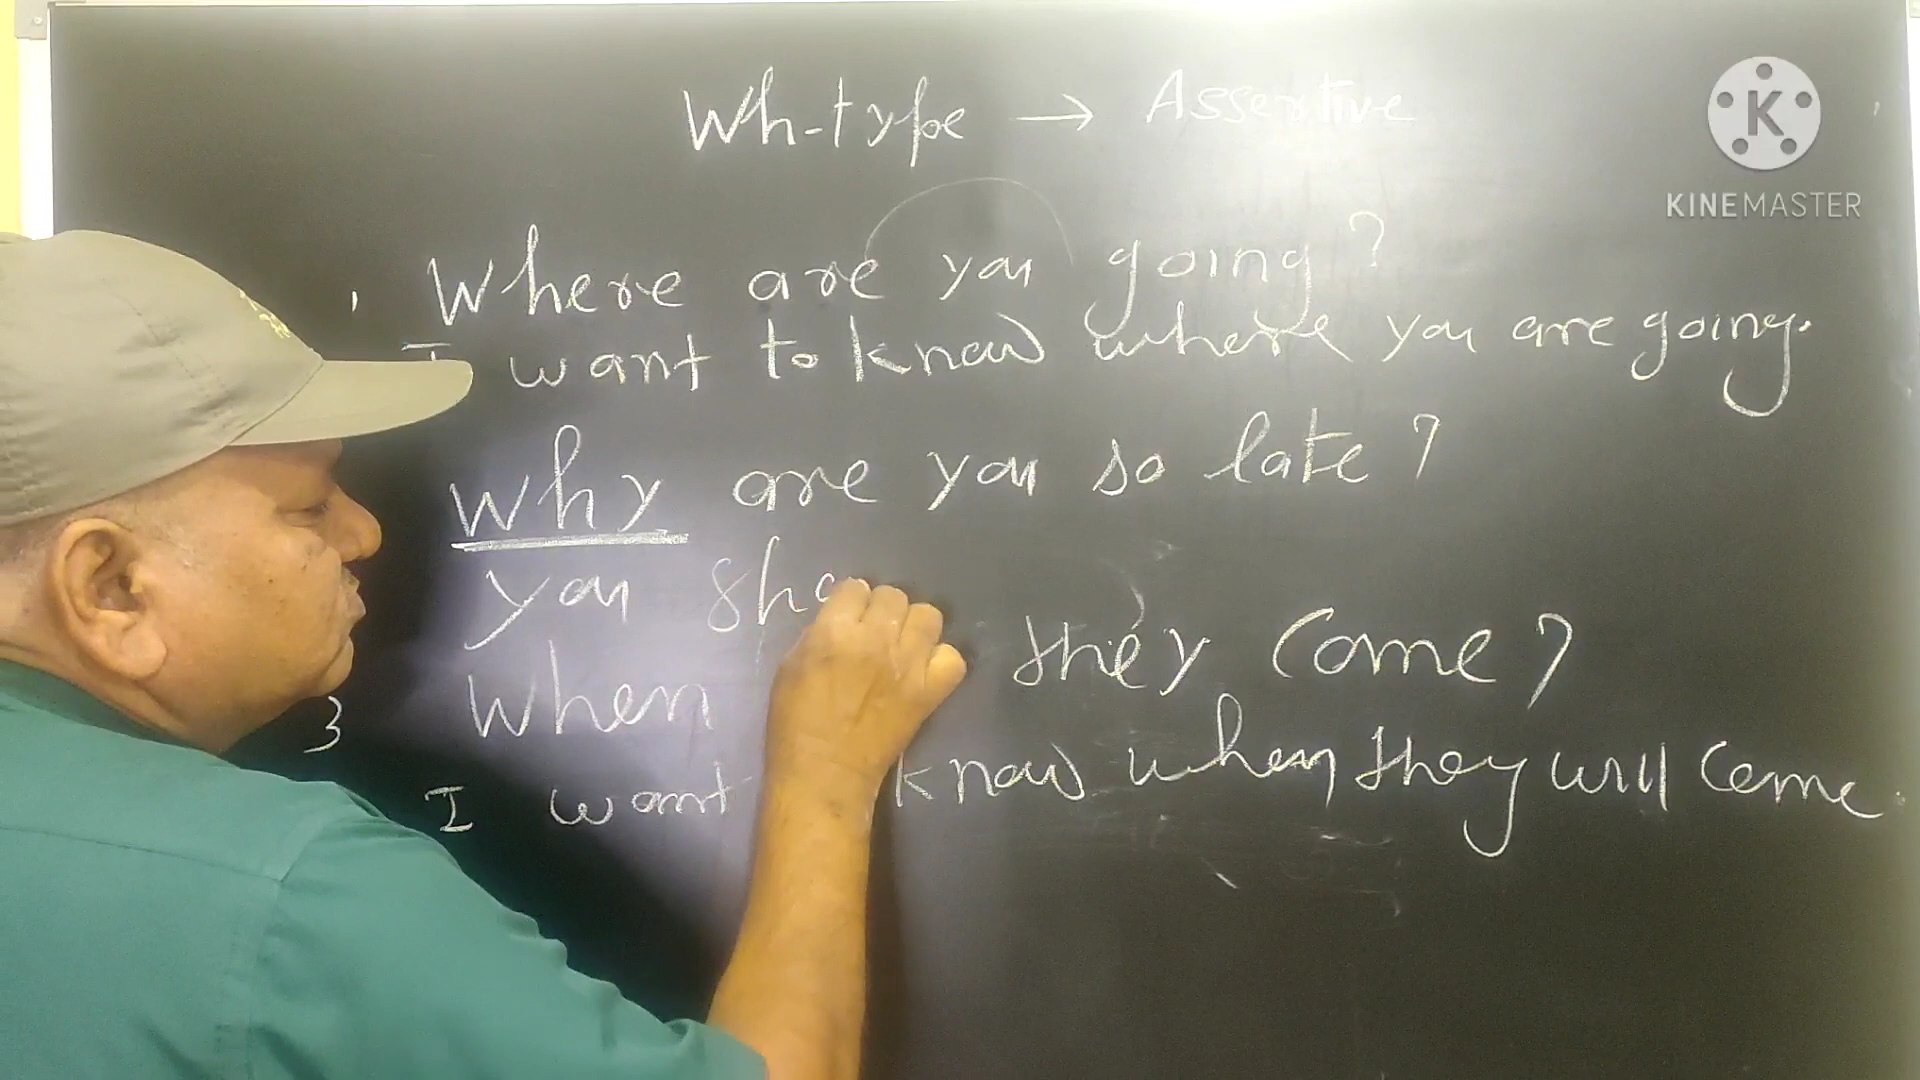 Wh-type → Assertive
K
KINEMASTER
1 Where are you going?
I want to know where you are going.
Why are you so late?
you sho
3 When they come?
I want know when they will come.